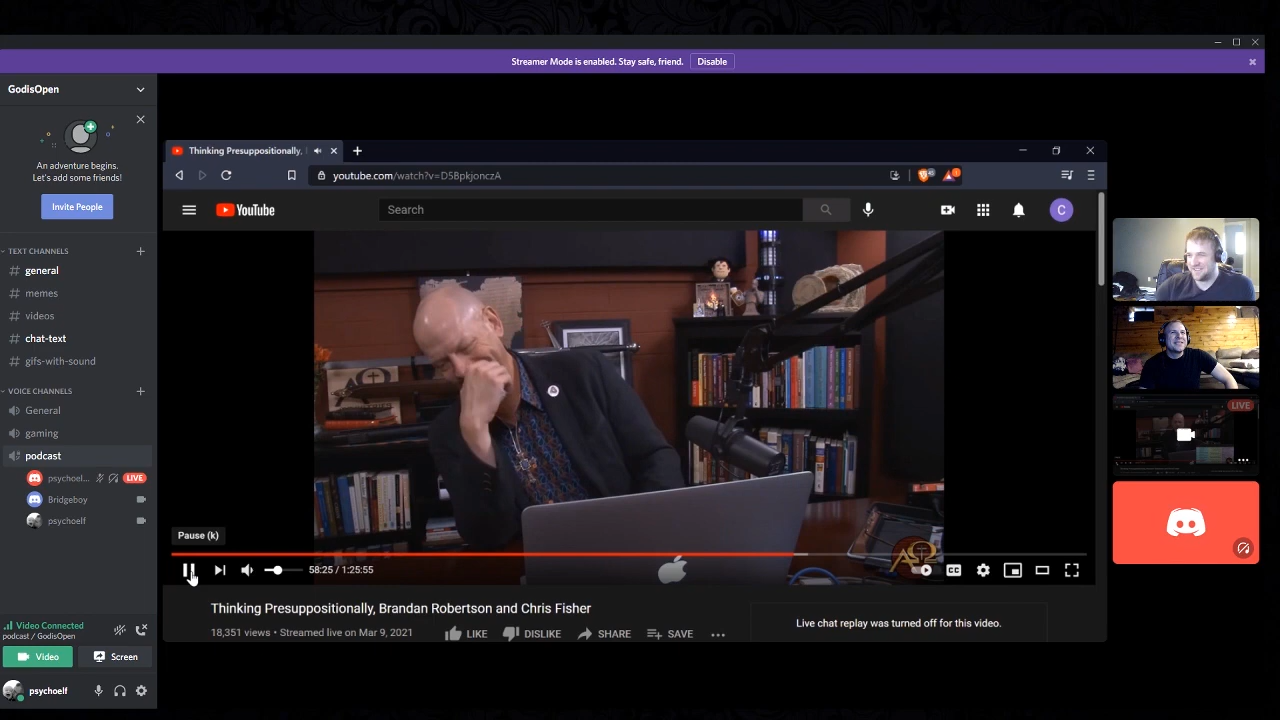 Streamer Mode is enabled. Stay safe, friend.
Disable
GodisOpen
An adventure begins.
Let's add some friends!
Invite People
TEXT CHANNELS
# general
# memes
# videos
# chat-text
# gifs-with-sound
VOICE CHANNELS
General
gaming
podcast
psychoel... LIVE
Bridgeboy
psychoelf
Video Connected
podcast / GodisOpen
Video
Screen
psychoelf
Thinking Presuppositionally,
youtube.com/watch?v=D5BpkjonczA
YouTube
Search
C
Pause (k)
58:25 / 1:25:55
CC
Thinking Presuppositionally, Brandan Robertson and Chris Fisher
18,351 views • Streamed live on Mar 9, 2021
LIKE
DISLIKE
SHARE
SAVE
Live chat replay was turned off for this video.
LIVE